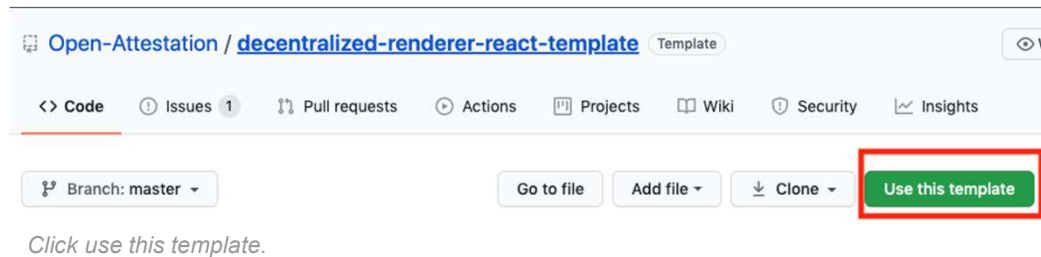 Open-Attestation / decentralized-renderer-react-template Template
<> Code Issues 1 Pull requests Actions Projects Wiki Security Insights
Branch: master Go to file Add file Clone Use this template
Click use this template.